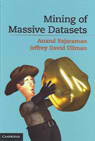 Mining of
Massive Datasets
Anand Rajaraman
Jeffrey David Ullman
CAMBRIDGE